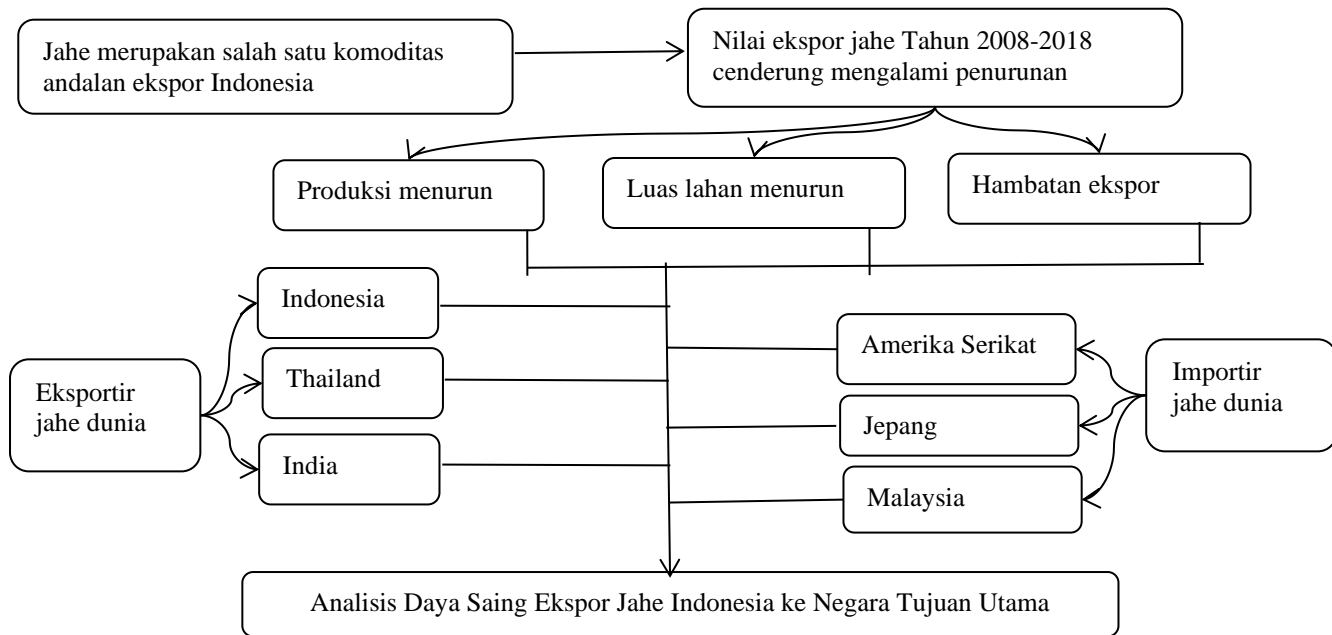 Jahe merupakan salah satu komoditas
andalan ekspor Indonesia
Nilai ekspor jahe Tahun 2008-2018
cenderung mengalami penurunan
Produksi menurun
Luas lahan menurun
Hambatan ekspor
Eksportir
jahe dunia
Indonesia
Thailand
India
Amerika Serikat
Jepang
Malaysia
Importir
jahe dunia
Analisis Daya Saing Ekspor Jahe Indonesia ke Negara Tujuan Utama